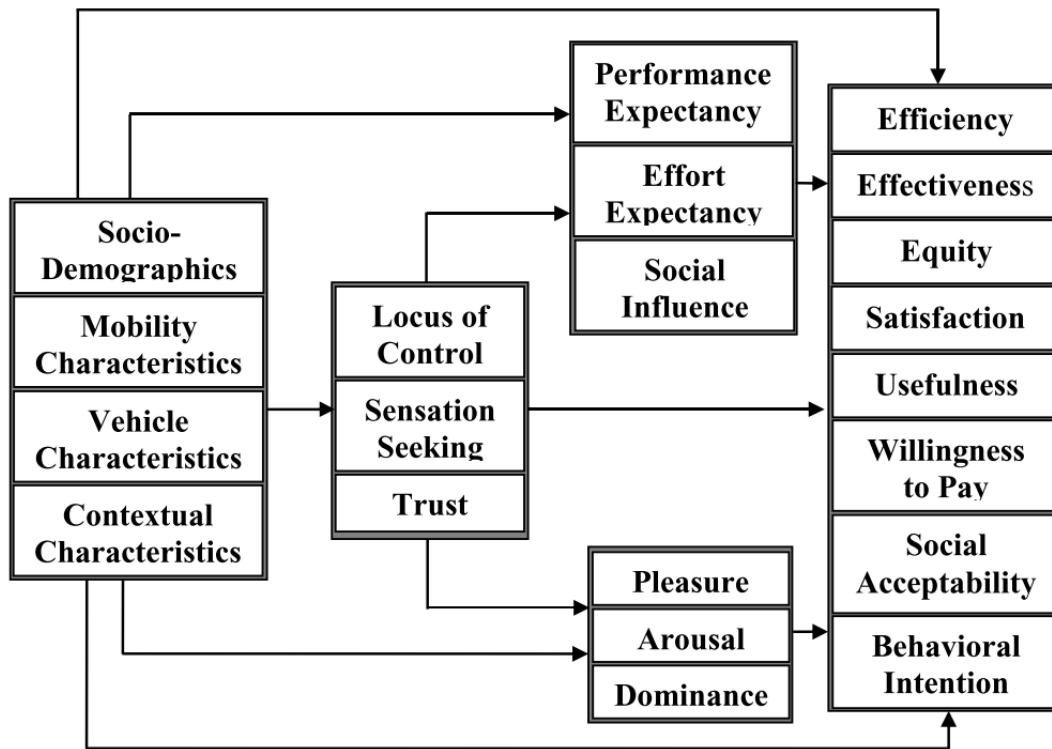 Socio-
Demographics
Mobility
Characteristics
Vehicle
Characteristics
Contextual
Characteristics
Locus of
Control
Sensation
Seeking
Trust
Performance
Expectancy
Effort
Expectancy
Social
Influence
Pleasure
Arousal
Dominance
Efficiency
Effectiveness
Equity
Satisfaction
Usefulness
Willingness
to Pay
Social
Acceptability
Behavioral
Intention